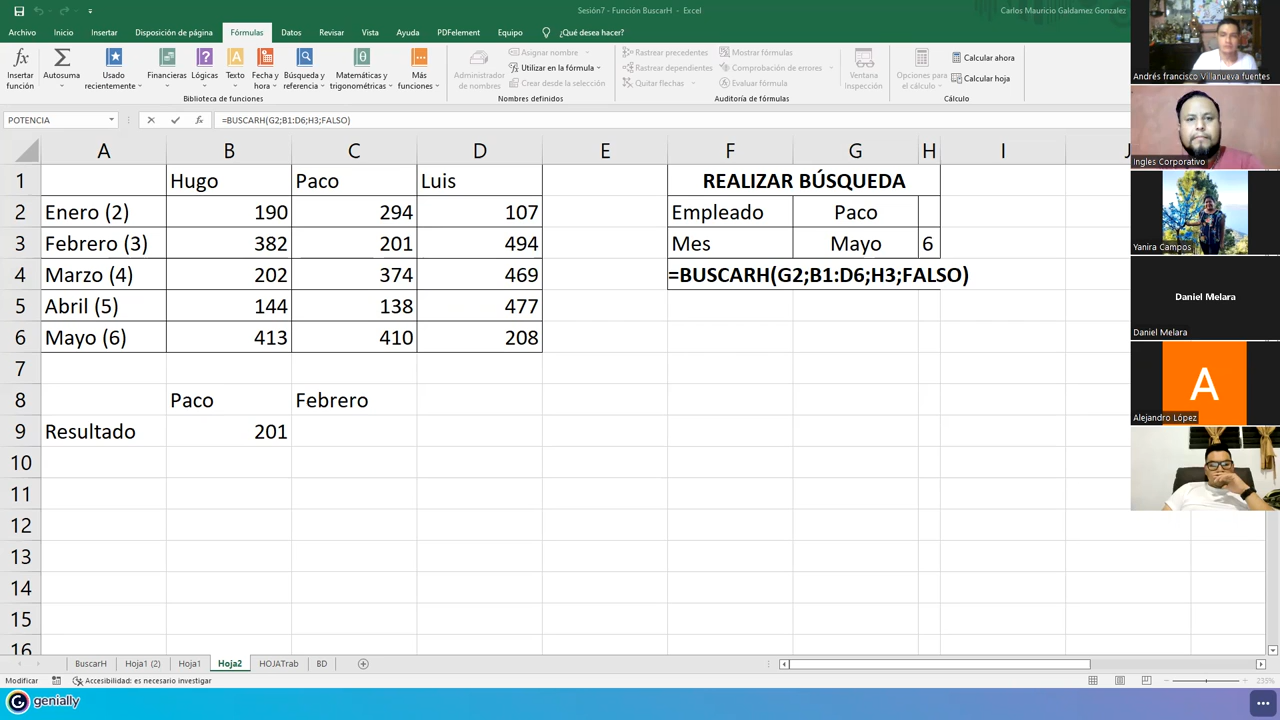 Sesión7 - Función BuscarH - Excel
Carlos Mauricio Galdamez Gonzalez
Archivo Inicio Insertar Disposición de página Fórmulas Datos Revisar Vista Ayuda PDFelement Equipo ¿Qué desea hacer?
Insertar función
Autosuma
Usado recientemente
Financieras
Lógicas
Texto
Fecha y hora
Búsqueda y referencia
Matemáticas y trigonométricas
Más funciones
Biblioteca de funciones
Administrador de nombres
Asignar nombre
Utilizar en la fórmula
Crear desde la selección
Nombres definidos
Rastrear precedentes
Rastrear dependientes
Quitar flechas
Mostrar fórmulas
Comprobación de errores
Evaluar fórmula
Auditoría de fórmulas
Ventana Inspección
Opciones para el cálculo
Calcular ahora
Calcular hoja
Cálculo
POTENCIA
fx =BUSCARH(G2;B1:D6;H3;FALSO)
A B C D E F G H I J
1 Hugo Paco Luis REALIZAR BÚSQUEDA
2 Enero (2) 190 294 107 Empleado Paco
3 Febrero (3) 382 201 494 Mes Mayo 6
4 Marzo (4) 202 374 469 =BUSCARH(G2;B1:D6;H3;FALSO)
5 Abril (5) 144 138 477
6 Mayo (6) 413 410 208
7
8 Paco Febrero
9 Resultado 201
10
11
12
13
14
15
16
BuscarH Hoja1 (2) Hoja1 Hoja2 HOJATrab BD
Modificar Accesibilidad: es necesario investigar 235%
genially
Andrés francisco Villanueva fuentes
Ingles Corporativo
Yanira Campos
Daniel Melara
Daniel Melara
A
Alejandro López